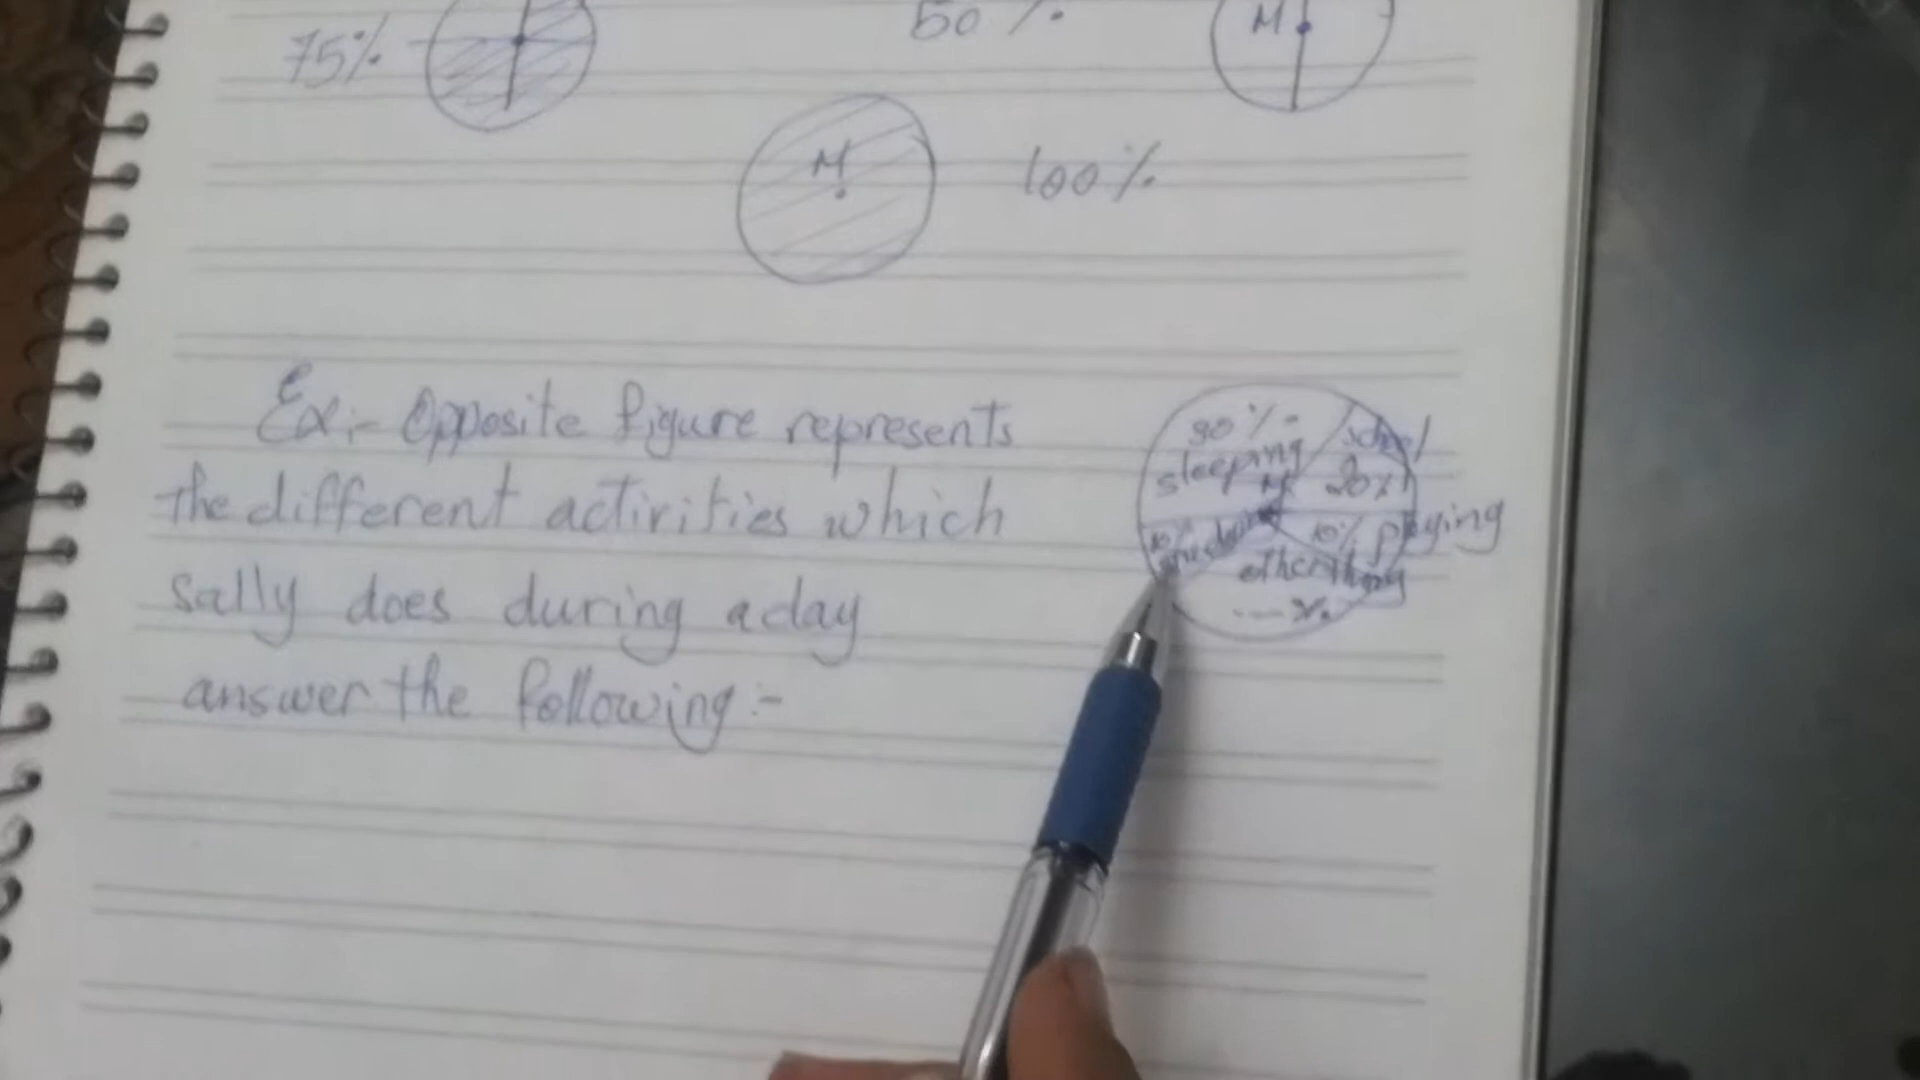 75%
50 %
M
M
100%
Ex:- Opposite figure represents
the different activities which
sally does during a day
answer the following:-
30 %
sleeping
school
20%
M
10% playing
10%
other thing
--- %